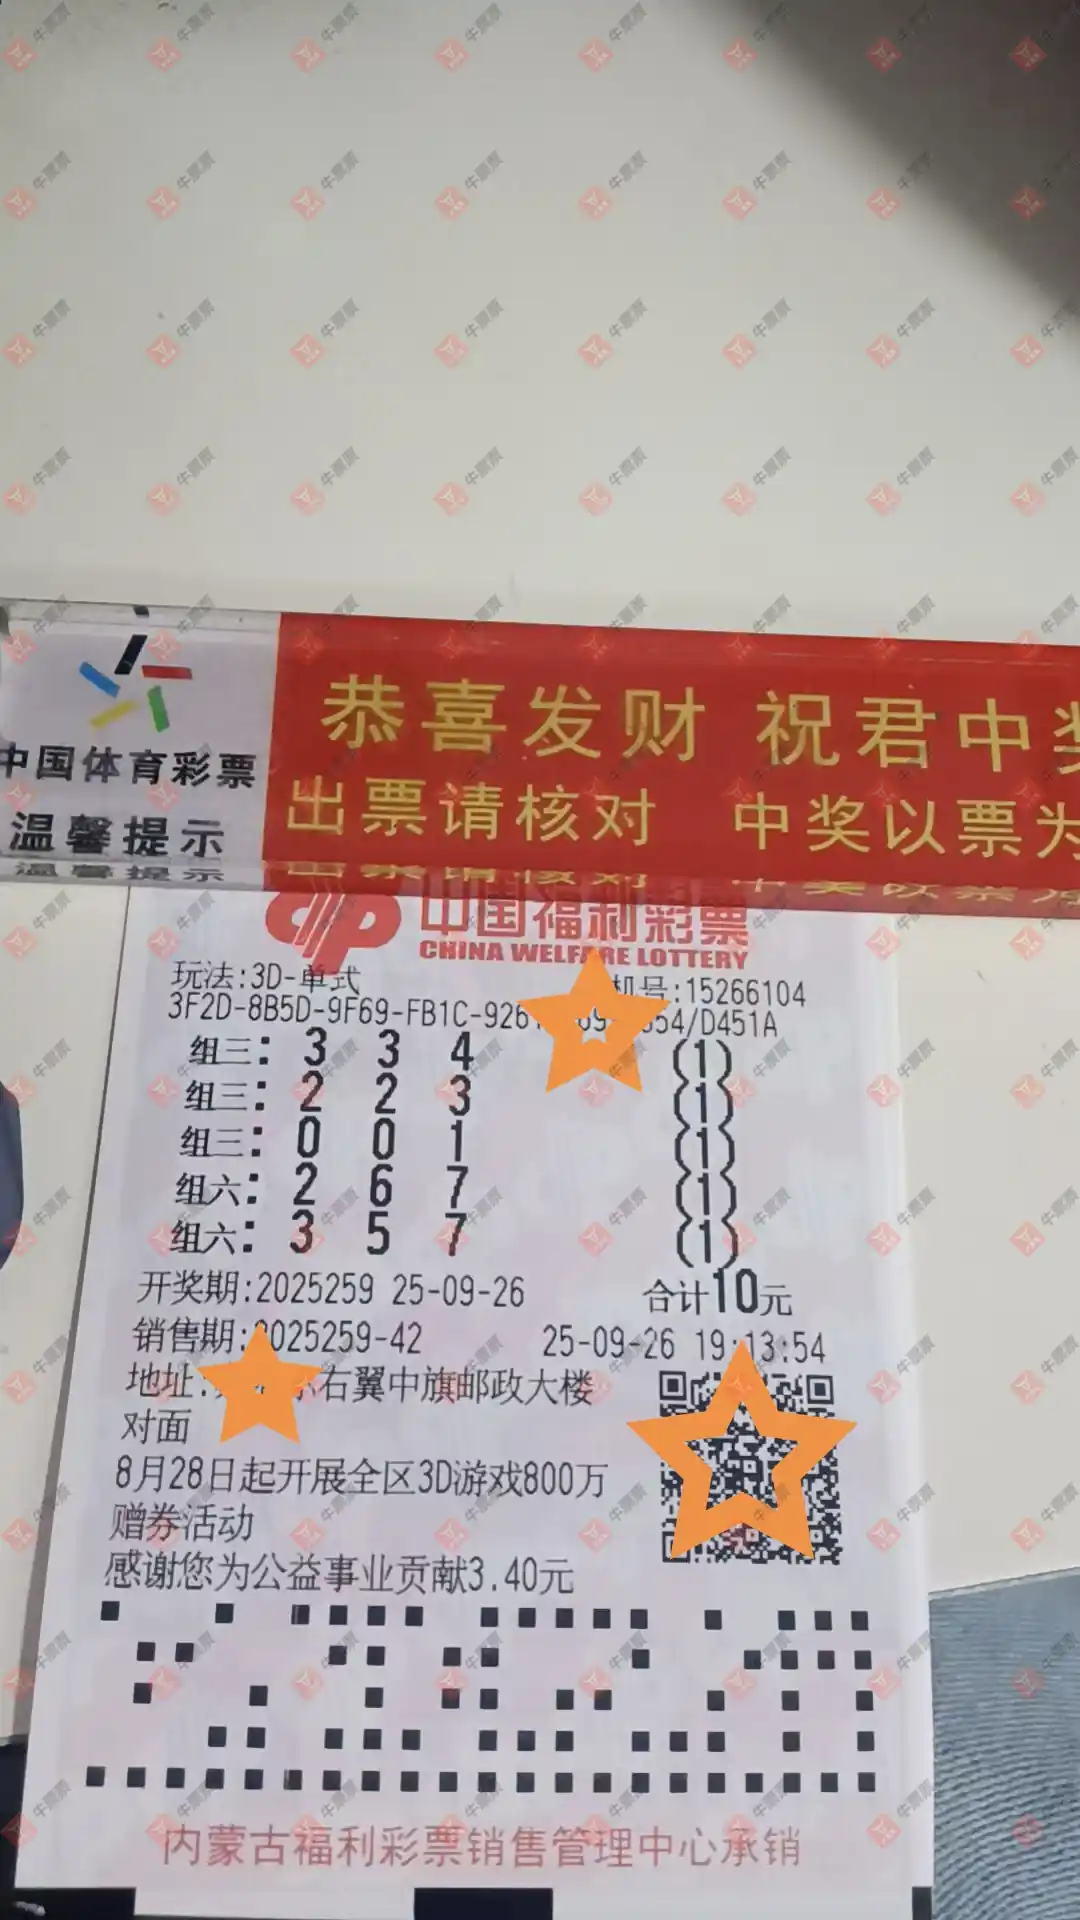 中国体育彩票
温馨提示
恭喜发财 祝君中
出票请核对 中奖以票为
中国福利彩票
CHINA WELFARE LOTTERY
玩法:3D-单式 机号:15266104
3F2D-8B5D-9F69-FB1C-926 654/D451A
组三: 3 3 4 (1)
组三: 2 2 3 (1)
组三: 0 0 1 (1)
组六: 2 6 7 (1)
组六: 3 5 7 (1)
开奖期:2025259 25-09-26 合计10元
销售期:2025259-42 25-09-26 19:13:54
地址: 右翼中旗邮政大楼
对面
8月28日起开展全区3D游戏800万
赠券活动
感谢您为公益事业贡献3.40元
内蒙古福利彩票销售管理中心承销
牛票票